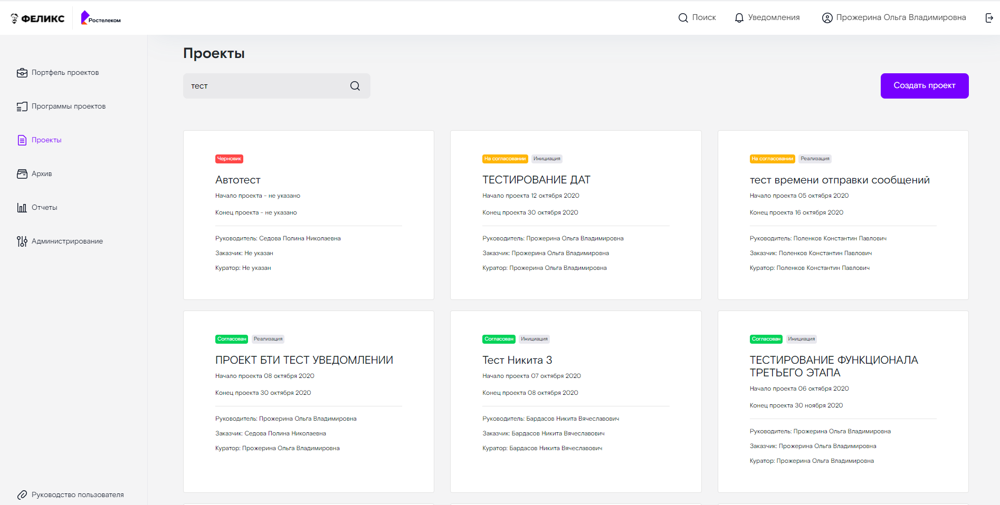 ФЕЛИКС
Ростелеком
Поиск
Уведомления
Прожерина Ольга Владимировна
Портфель проектов
Программы проектов
Проекты
Архив
Отчеты
Администрирование
Руководство пользователя
Проекты
тест
Создать проект
Черновик
Автотест
Начало проекта - не указано
Конец проекта - не указано
Руководитель: Седова Полина Николаевна
Заказчик: Не указан
Куратор: Не указан
На согласовании Инициация
ТЕСТИРОВАНИЕ ДАТ
Начало проекта 12 октября 2020
Конец проекта 30 октября 2020
Руководитель: Прожерина Ольга Владимировна
Заказчик: Прожерина Ольга Владимировна
Куратор: Прожерина Ольга Владимировна
На согласовании Реализация
тест времени отправки сообщений
Начало проекта 05 октября 2020
Конец проекта 16 октября 2020
Руководитель: Поленков Константин Павлович
Заказчик: Поленков Константин Павлович
Куратор: Поленков Константин Павлович
Согласован Реализация
ПРОЕКТ БТИ ТЕСТ УВЕДОМЛЕНИИ
Начало проекта 08 октября 2020
Конец проекта 30 октября 2020
Руководитель: Прожерина Ольга Владимировна
Заказчик: Седова Полина Николаевна
Куратор: Прожерина Ольга Владимировна
Согласован Инициация
Тест Никита 3
Начало проекта 07 октября 2020
Конец проекта 08 октября 2020
Руководитель: Бардасов Никита Вячеславович
Заказчик: Бардасов Никита Вячеславович
Куратор: Бардасов Никита Вячеславович
Согласован Инициация
ТЕСТИРОВАНИЕ ФУНКЦИОНАЛА
ТРЕТЬЕГО ЭТАПА
Начало проекта 06 октября 2020
Конец проекта 30 ноября 2020
Руководитель: Прожерина Ольга Владимировна
Заказчик: Прожерина Ольга Владимировна
Куратор: Прожерина Ольга Владимировна